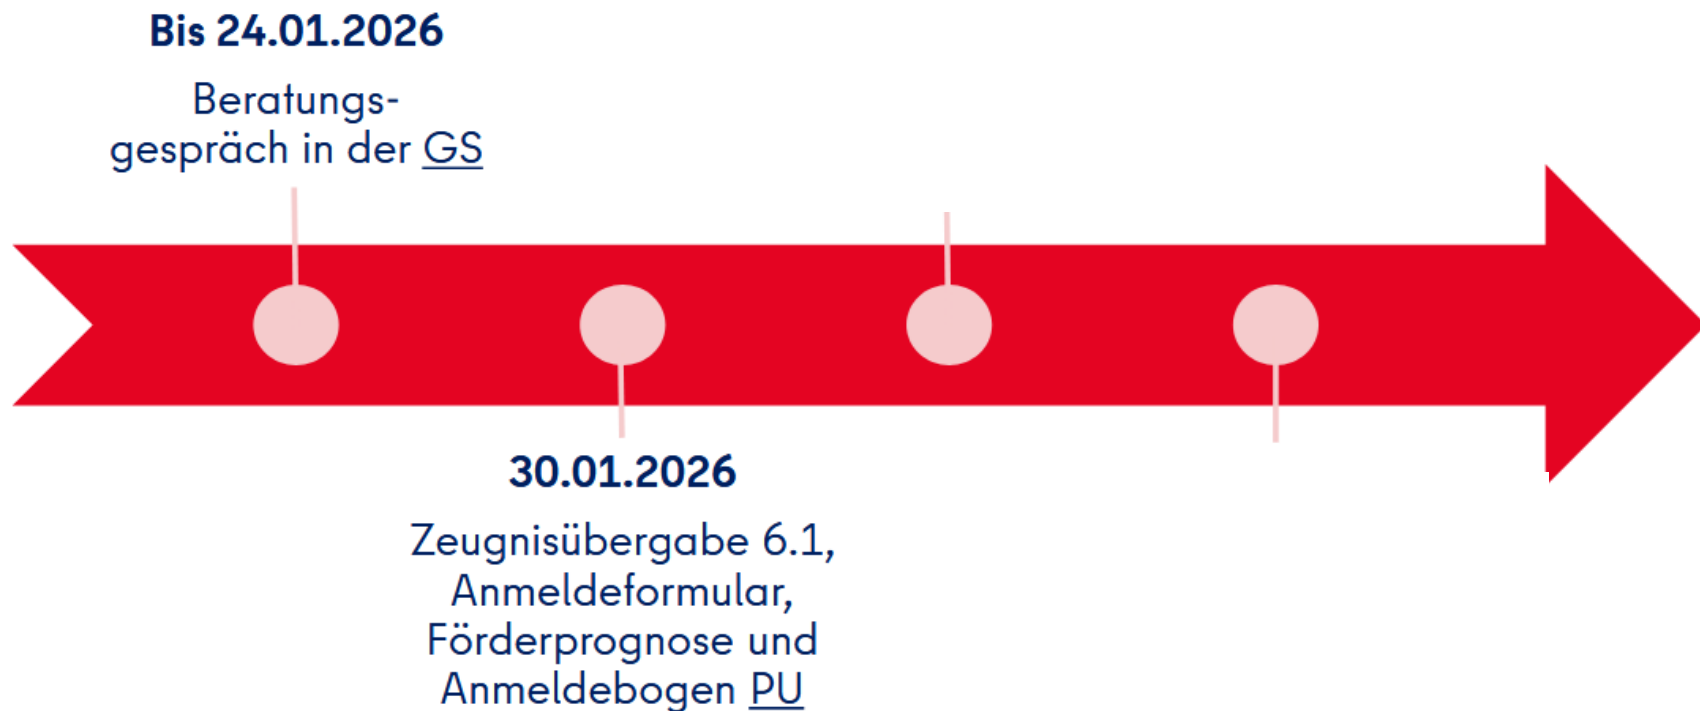 Bis 24.01.2026
Beratungs-
gespräch in der GS
30.01.2026
Zeugnisübergabe 6.1,
Anmeldeformular,
Förderprognose und
Anmeldebogen PU